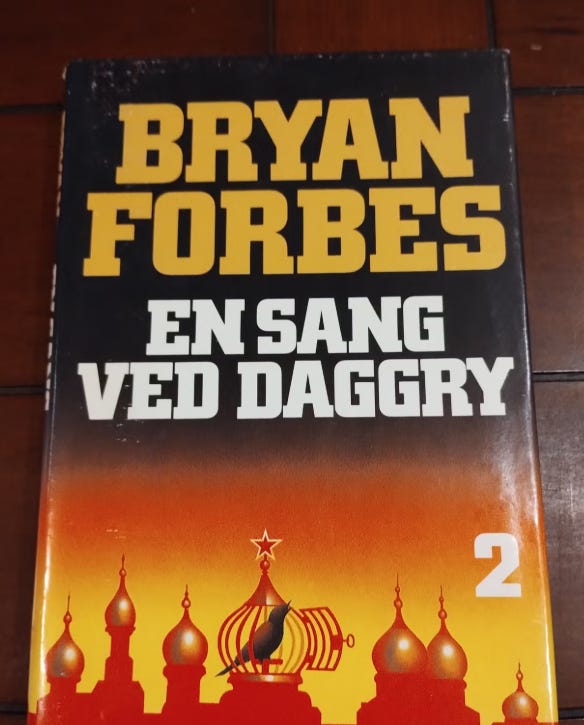 BRYAN
FORBES
EN SANG
VED DAGGRY
2